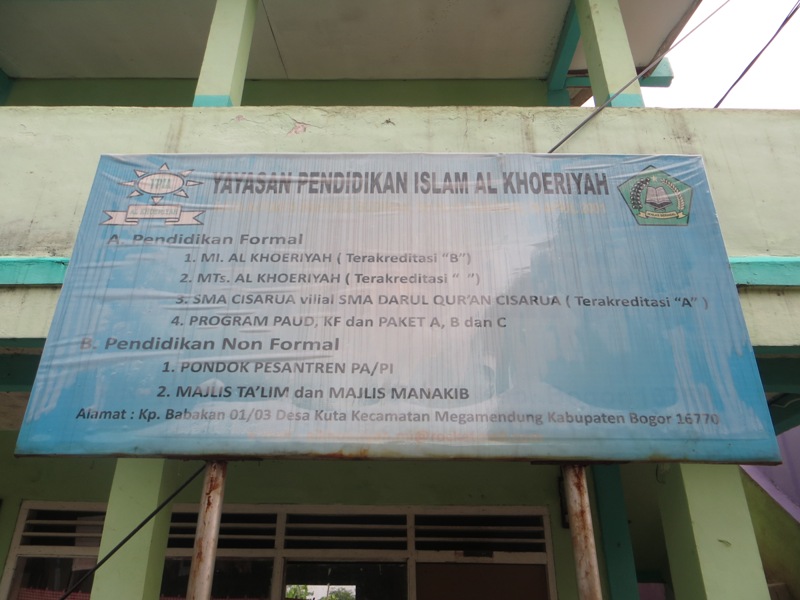 YPIA
AL KHOERIYAH
YAYASAN PENDIDIKAN ISLAM AL KHOERIYAH
A. Pendidikan Formal
1. MI. AL KHOERIYAH ( Terakreditasi "B")
2. MTs. AL KHOERIYAH ( Terakreditasi " ")
3. SMA CISARUA vilial SMA DARUL QUR'AN CISARUA ( Terakreditasi "A" )
4. PROGRAM PAUD, KF dan PAKET A, B dan C
B. Pendidikan Non Formal
1. PONDOK PESANTREN PA/PI
2. MAJLIS TA'LIM dan MAJLIS MANAKIB
Alamat : Kp. Babakan 01/03 Desa Kuta Kecamatan Megamendung Kabupaten Bogor 16770